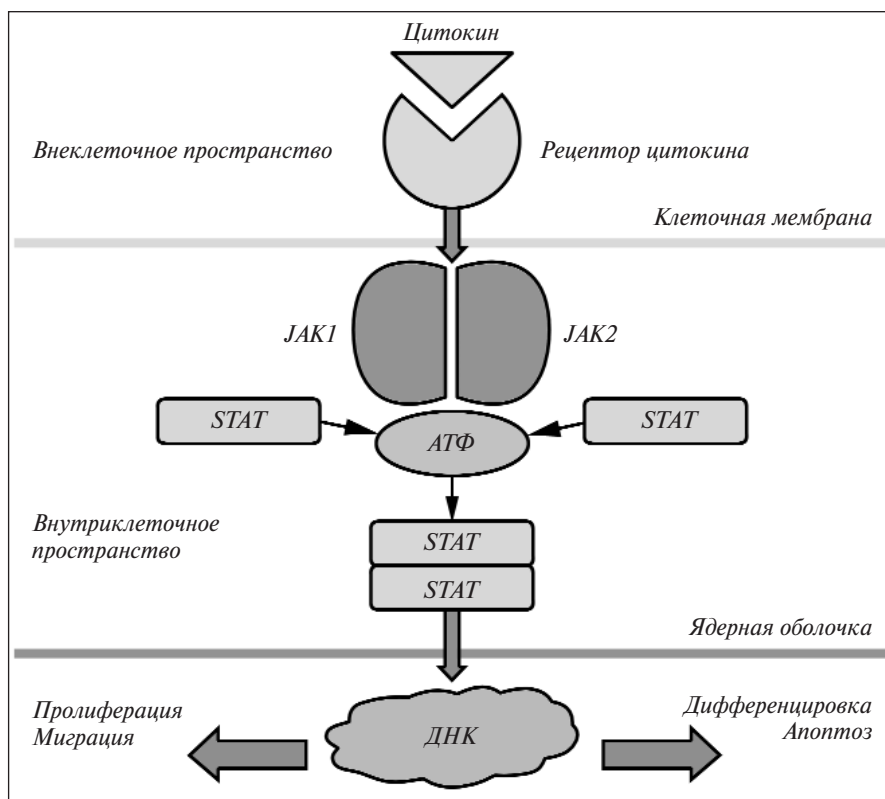 Цитокин
Внеклеточное пространство
Рецептор цитокина
Клеточная мембрана
JAK1
JAK2
STAT
STAT
АТФ
Внутриклеточное
пространство
STAT
STAT
Ядерная оболочка
Пролиферация
Миграция
ДНК
Дифференцировка
Апоптоз